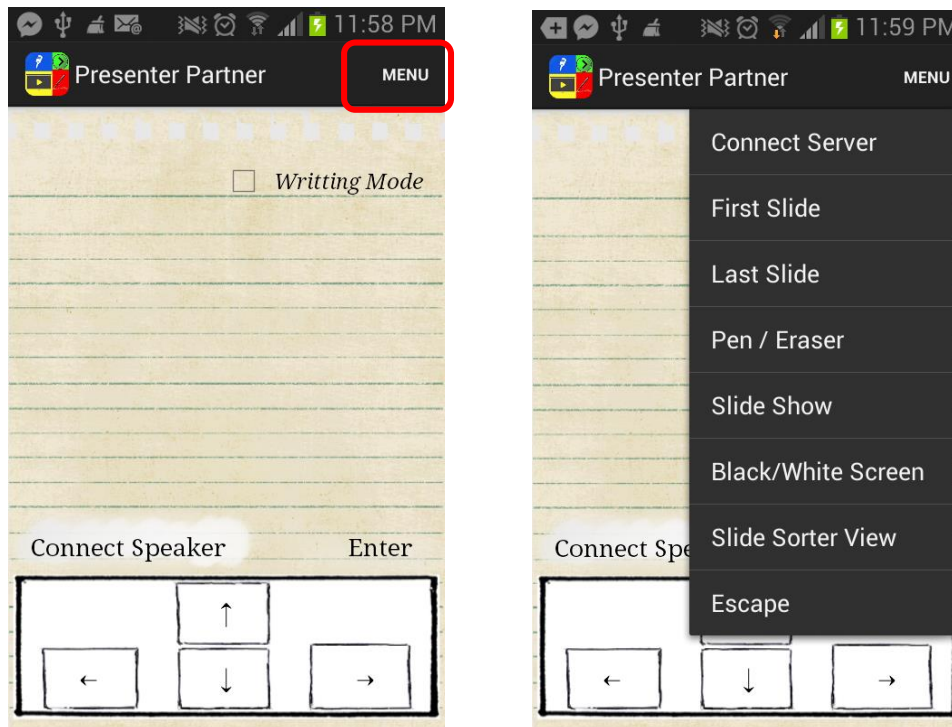 11:58 PM
Presenter Partner MENU
Writting Mode
Connect Speaker Enter
↑
← ↓ →
11:59 PM
Presenter Partner MENU
Connect Server
First Slide
Last Slide
Pen / Eraser
Slide Show
Black/White Screen
Slide Sorter View
Escape
Connect Spe
← ↓ →